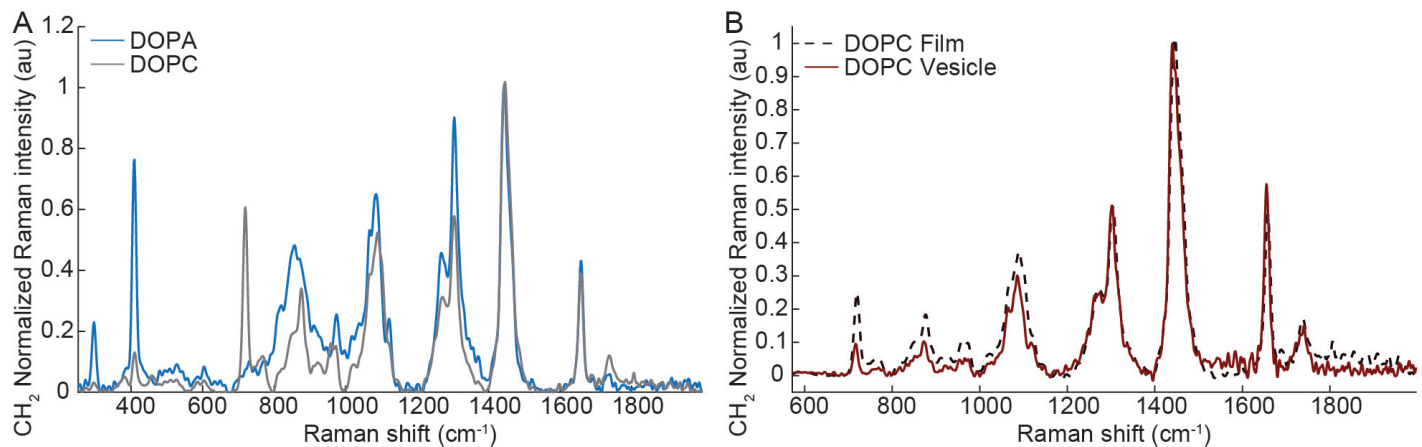 A
CH₂ Normalized Raman intensity (au)
1.2
1
0.8
0.6
0.4
0.2
0
DOPA
DOPC
400 600 800 1000 1200 1400 1600 1800
Raman shift (cm⁻¹)
B
CH₂ Normalized Raman intensity (au)
1
0.9
0.8
0.7
0.6
0.5
0.4
0.3
0.2
0.1
0
DOPC Film
DOPC Vesicle
600 800 1000 1200 1400 1600 1800
Raman shift (cm⁻¹)